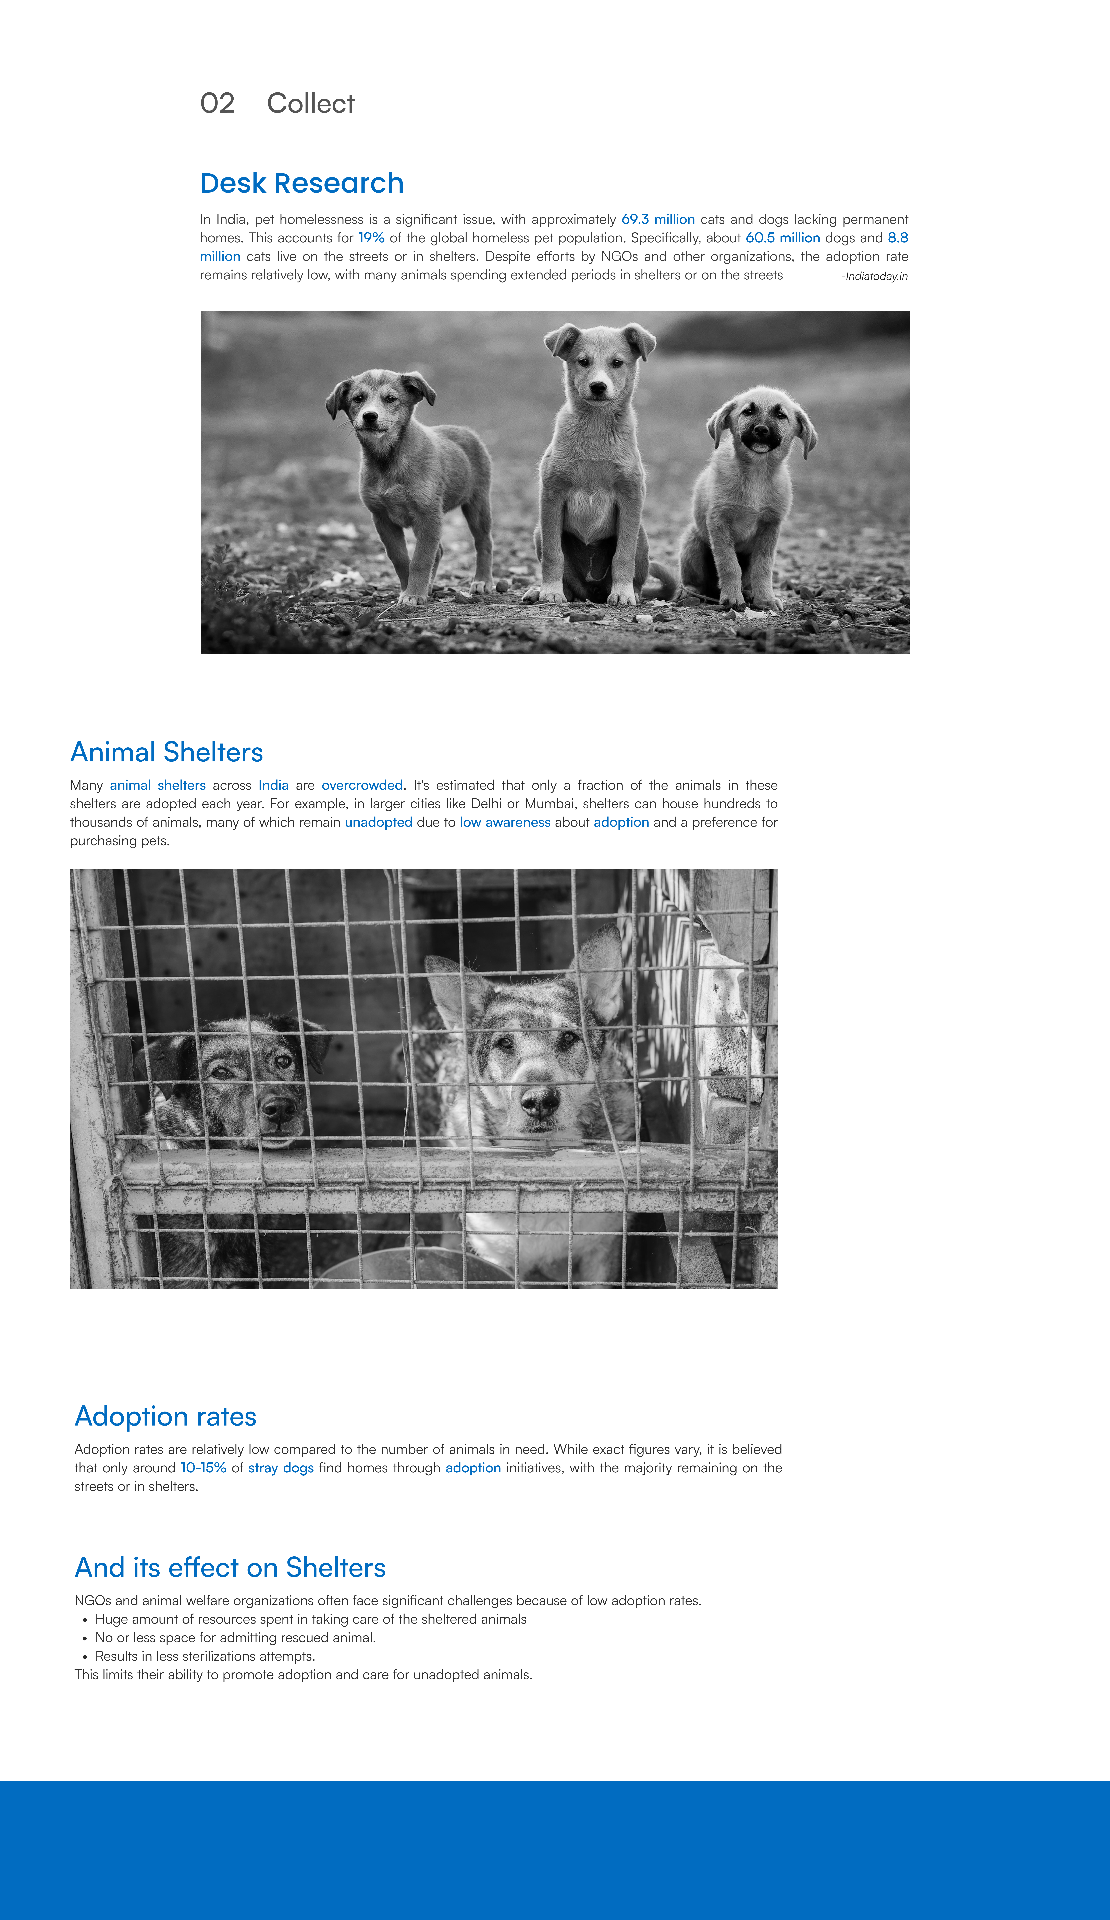 02 Collect
Desk Research
In India, pet homelessness is a significant issue, with approximately 69.3 million cats and dogs lacking permanent
homes. This accounts for 19% of the global homeless pet population. Specifically, about 60.5 million dogs and 8.8
million cats live on the streets or in shelters. Despite efforts by NGOs and other organizations, the adoption rate
remains relatively low, with many animals spending extended periods in shelters or on the streets -Indiatoday.in
Animal Shelters
Many animal shelters across India are overcrowded. It's estimated that only a fraction of the animals in these
shelters are adopted each year. For example, in larger cities like Delhi or Mumbai, shelters can house hundreds to
thousands of animals, many of which remain unadopted due to low awareness about adoption and a preference for
purchasing pets.
Adoption rates
Adoption rates are relatively low compared to the number of animals in need. While exact figures vary, it is believed
that only around 10-15% of stray dogs find homes through adoption initiatives, with the majority remaining on the
streets or in shelters.
And its effect on Shelters
NGOs and animal welfare organizations often face significant challenges because of low adoption rates.
• Huge amount of resources spent in taking care of the sheltered animals
• No or less space for admitting rescued animal.
• Results in less sterilizations attempts.
This limits their ability to promote adoption and care for unadopted animals.